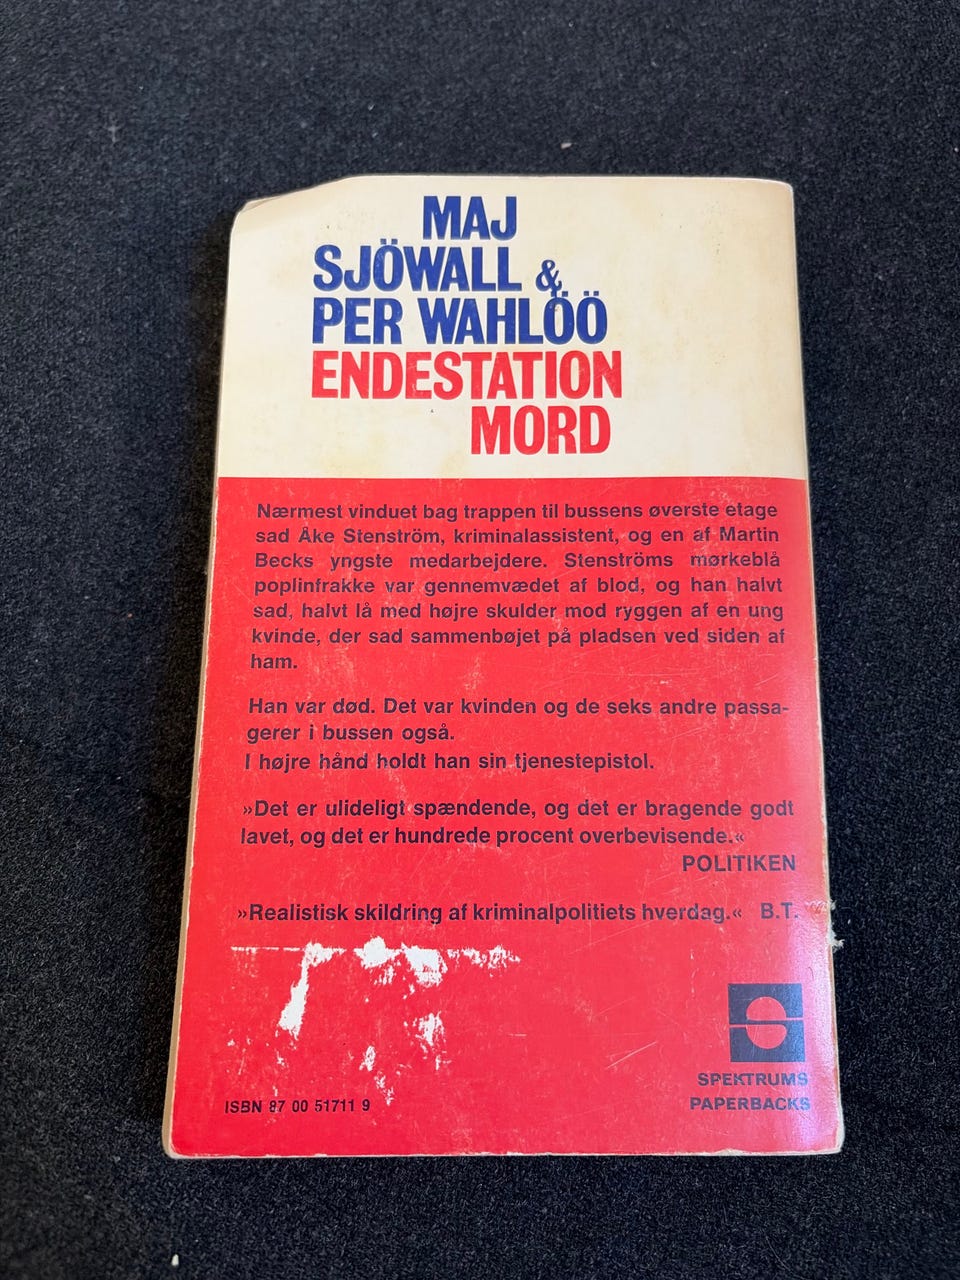 MAJ
SJÖWALL &
PER WAHLÖÖ
ENDESTATION
MORD
Nærmest vinduet bag trappen til bussens øverste etage
sad Åke Stenström, kriminalassistent, og en af Martin
Becks yngste medarbejdere. Stenströms mørkeblå
poplinfrakke var gennemvædet af blod, og han halvt
sad, halvt lå med højre skulder mod ryggen af en ung
kvinde, der sad sammenbøjet på pladsen ved siden af
ham.
Han var død. Det var kvinden og de seks andre passa-
gerer i bussen også.
I højre hånd holdt han sin tjenestepistol.
»Det er ulideligt spændende, og det er bragende godt
lavet, og det er hundrede procent overbevisende.«
POLITIKEN
»Realistisk skildring af kriminalpolitiets hverdag.« B.T.
SPEKTRUMS
PAPERBACKS
ISBN 87 00 51711 9